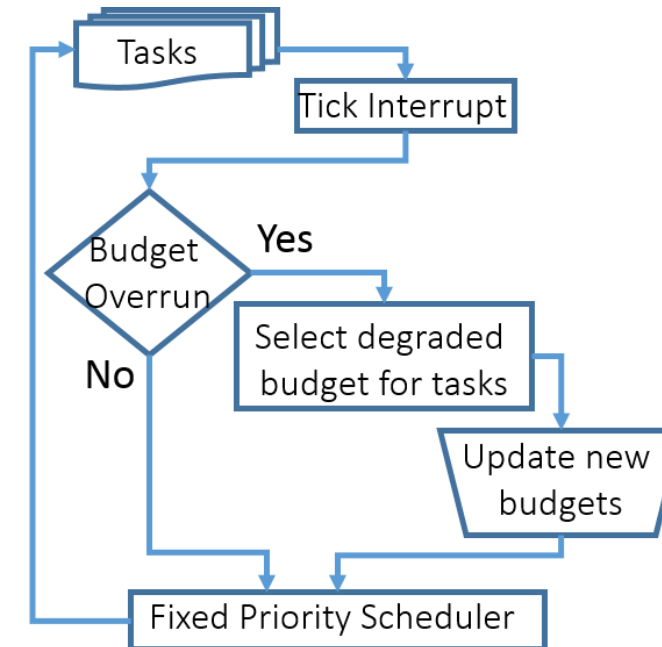 Tasks
Tick Interrupt
Budget
Overrun
Yes
Select degraded
budget for tasks
No
Update new
budgets
Fixed Priority Scheduler